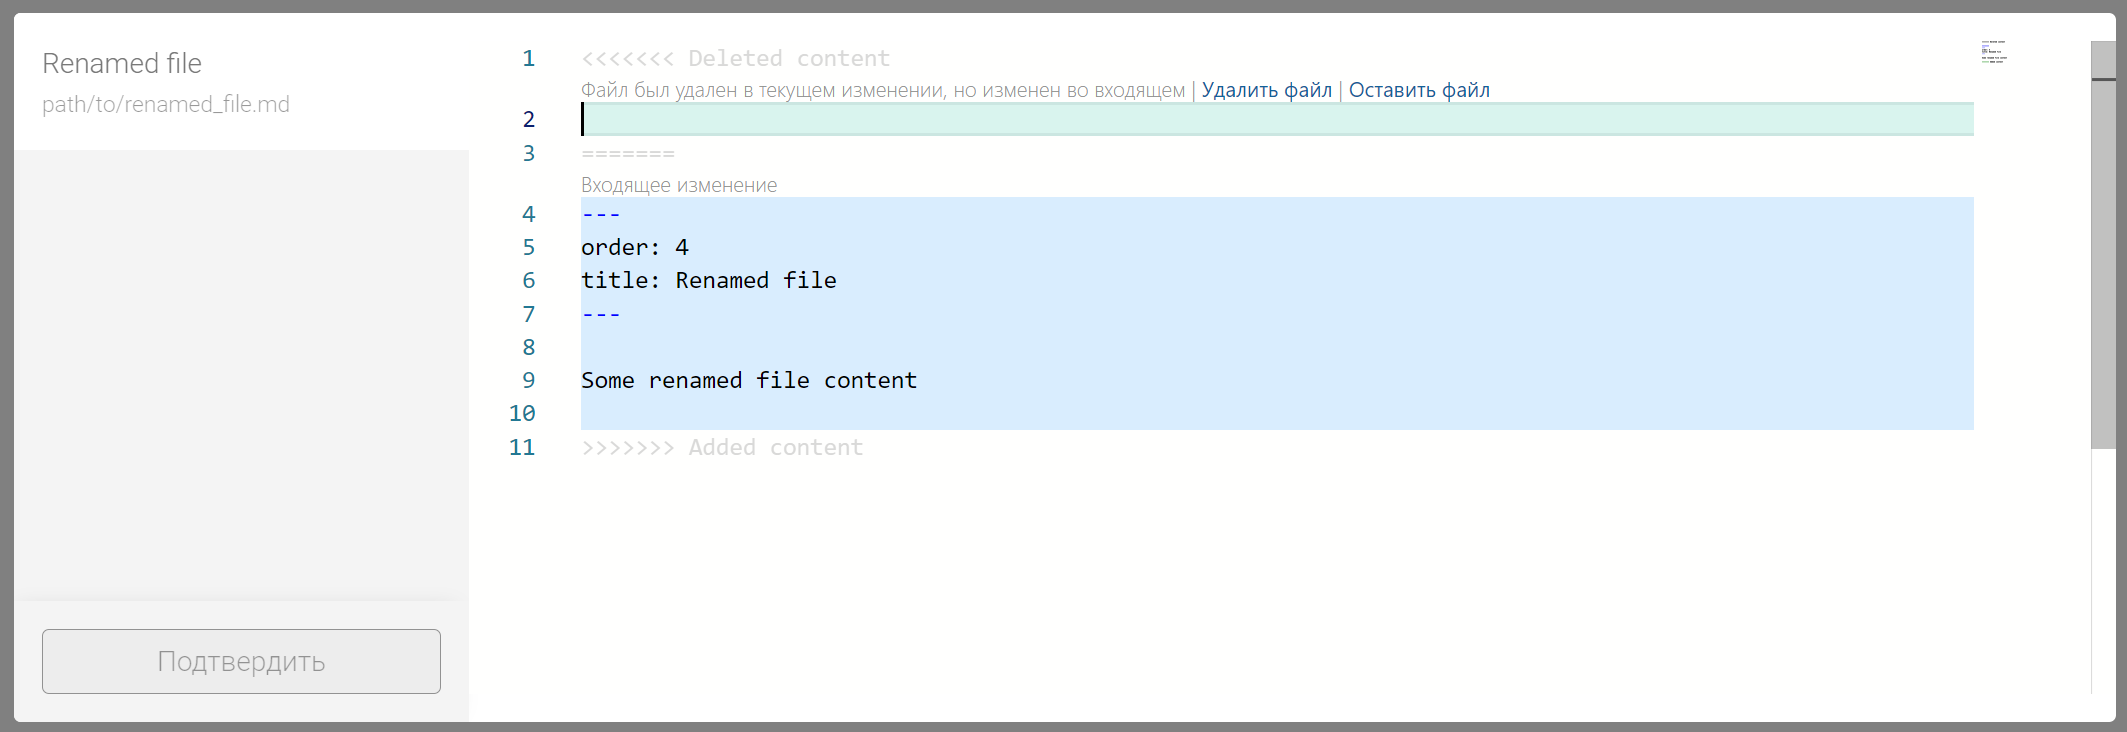 Renamed file
path/to/renamed_file.md
Подтвердить
1 <<<<<<< Deleted content
Файл был удален в текущем изменении, но изменен во входящем | Удалить файл | Оставить файл
2
3 =======
Входящее изменение
4 ---
5 order: 4
6 title: Renamed file
7 ---
8
9 Some renamed file content
10
11 >>>>>>> Added content